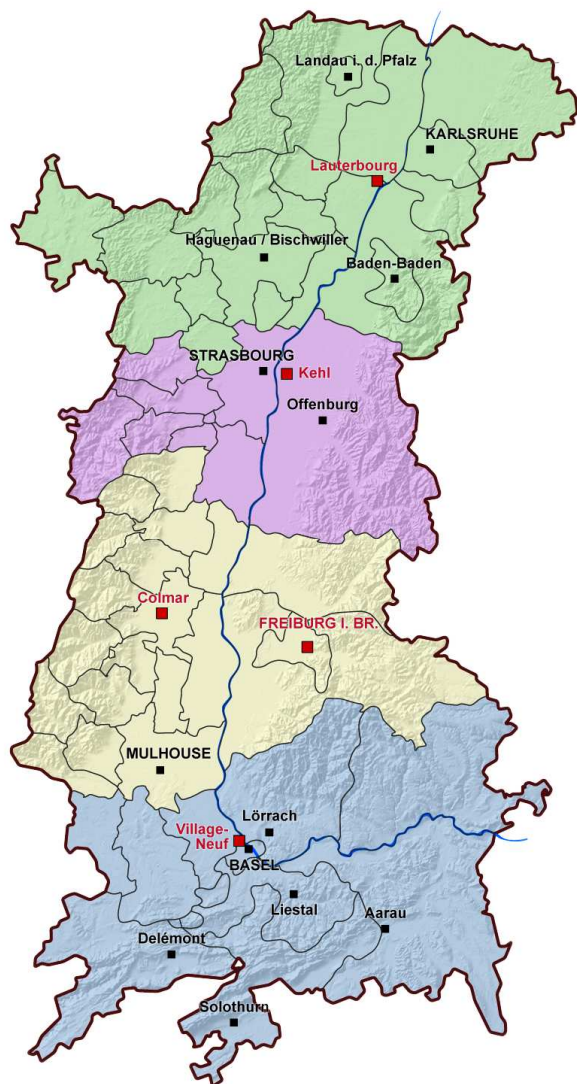 Landau i. d. Pfalz
KARLSRUHE
Lauterbourg
Haguenau / Bischwiller
Baden-Baden
STRASBOURG
Kehl
Offenburg
Colmar
FREIBURG I. BR.
MULHOUSE
Lörrach
Village-
Neuf
BASEL
Liestal
Aarau
Delémont
Solothurn